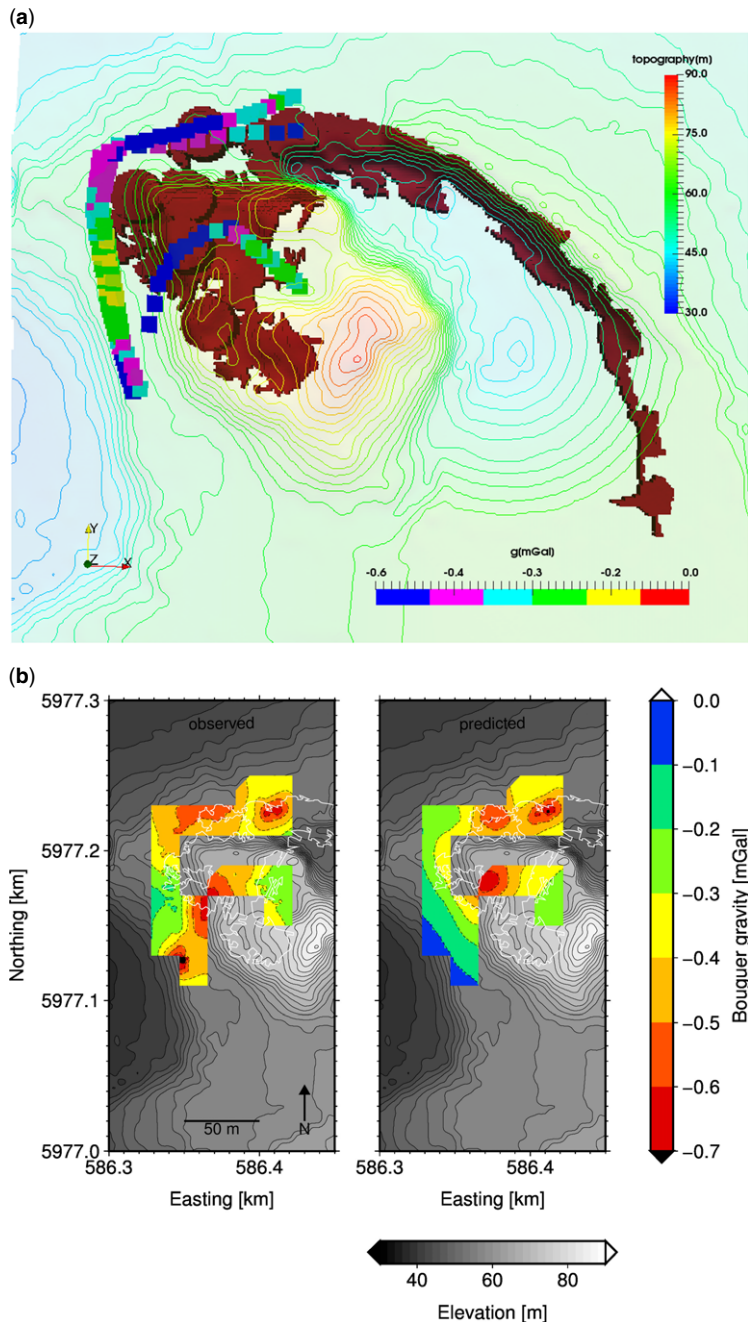 (a)
topography(m)
90.0
75.0
60.0
45.0
30.0
Y
Z
X
g(mGal)
-0.6 -0.4 -0.3 -0.2 0.0
(b)
5977.3
observed
predicted
0.0
−0.1
5977.2
−0.2
−0.3
Northing [km]
−0.4
Bouguer gravity [mGal]
5977.1
−0.5
−0.6
50 m
N
5977.0
−0.7
586.3 586.4 586.3 586.4
Easting [km] Easting [km]
40 60 80
Elevation [m]